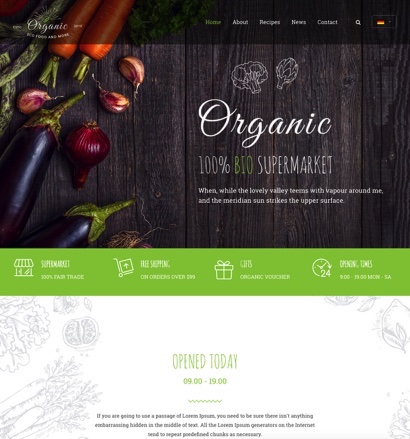 Organic
BIO FOOD AND MORE
Home About Recipes News Contact
Organic
100% BIO SUPERMARKET
When, while the lovely valley teems with vapour around me,
and the meridian sun strikes the upper surface.
SUPERMARKET
100% FAIR TRADE
FREE SHIPPING
ON ORDERS OVER $99
GIFTS
ORGANIC VOUCHER
24
OPENING TIMES
9:00 - 19:00 MON - SA
OPENED TODAY
09.00 - 19.00
If you are going to use a passage of Lorem Ipsum, you need to be sure there isn't anything
embarrassing hidden in the middle of text. All the Lorem Ipsum generators on the Internet
tend to repeat predefined chunks as necessary.